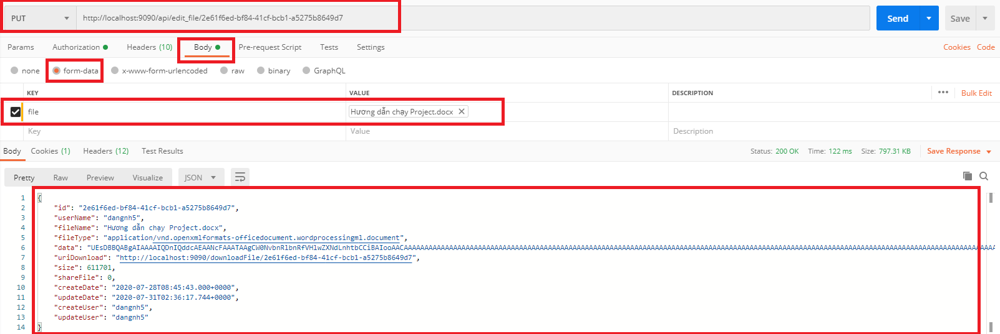 PUT http://localhost:9090/api/edit_file/2e61f6ed-bf84-41cf-bcb1-a5275b8649d7 Send Save
Params Authorization Headers (10) Body Pre-request Script Tests Settings Cookies Code
none form-data x-www-form-urlencoded raw binary GraphQL
KEY VALUE DESCRIPTION ••• Bulk Edit
file Hướng dẫn chạy Project.docx
Key Value Description
Body Cookies (1) Headers (12) Test Results Status: 200 OK Time: 122 ms Size: 797.31 KB Save Response
Pretty Raw Preview Visualize JSON
1 {
2 "id": "2e61f6ed-bf84-41cf-bcb1-a5275b8649d7",
3 "userName": "dangnh5",
4 "fileName": "Hướng dẫn chạy Project.docx",
5 "fileType": "application/vnd.openxmlformats-officedocument.wordprocessingml.document",
6 "data":
7 "uriDownload": "http://localhost:9090/downloadFile/2e61f6ed-bf84-41cf-bcb1-a5275b8649d7",
8 "size": 611701,
9 "shareFile": 0,
10 "createDate": "2020-07-28T08:45:43.000+0000",
11 "updateDate": "2020-07-31T02:36:17.744+0000",
12 "createUser": "dangnh5",
13 "updateUser": "dangnh5"
14 }